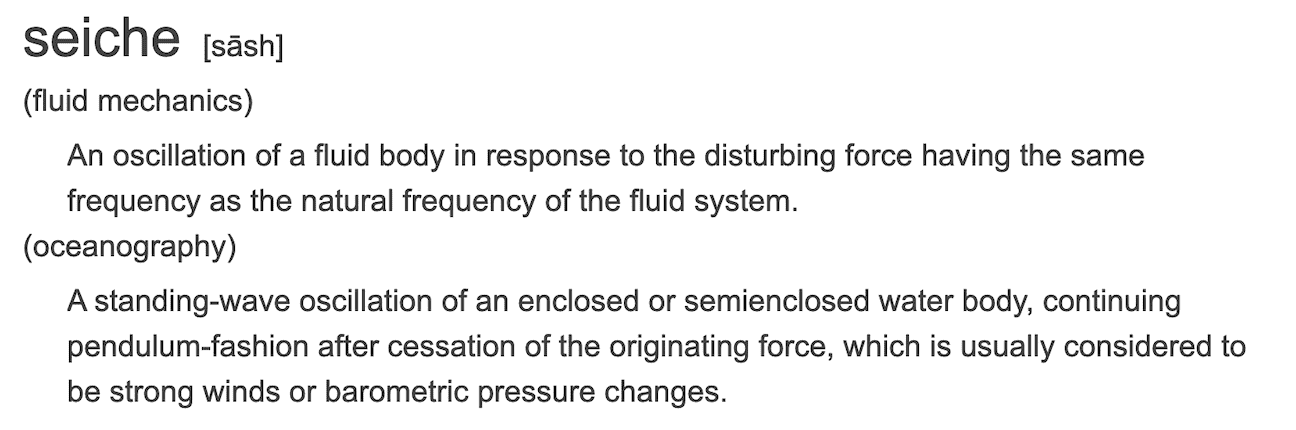 seiche [sāsh]
(fluid mechanics)
An oscillation of a fluid body in response to the disturbing force having the same
frequency as the natural frequency of the fluid system.
(oceanography)
A standing-wave oscillation of an enclosed or semienclosed water body, continuing
pendulum-fashion after cessation of the originating force, which is usually considered to
be strong winds or barometric pressure changes.